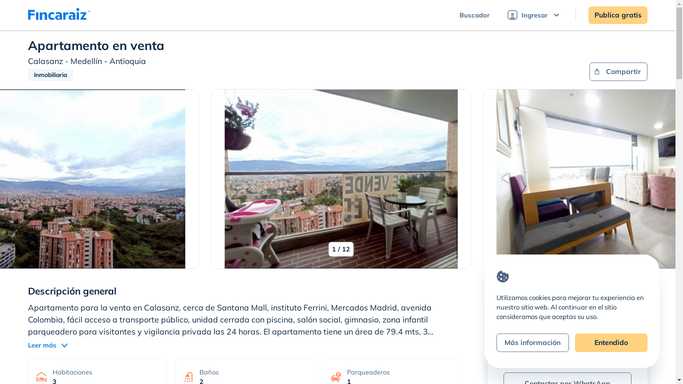 Fincaraiz
Buscador
Ingresar
Publica gratis
Apartamento en venta
Calasanz - Medellín - Antioquia
Inmobiliaria
Compartir
SE VENDE
1 / 12
Descripción general
Apartamento para la venta en Calasanz, cerca de Santana Mall, instituto Ferrini, Mercados Madrid, avenida
Colombia, fácil acceso a transporte público, unidad cerrada con piscina, salón social, gimnasio, zona infantil
parqueadero para visitantes y vigilancia privada las 24 horas. El apartamento tiene un área de 79.4 mts, 3...
Leer más
Habitaciones
3
Baños
2
Parqueaderos
1
Utilizamos cookies para mejorar tu experiencia en
nuestro sitio web. Al continuar en el sitio
consideramos que aceptas su uso.
Más información
Entendido
Contactar por WhatsApp